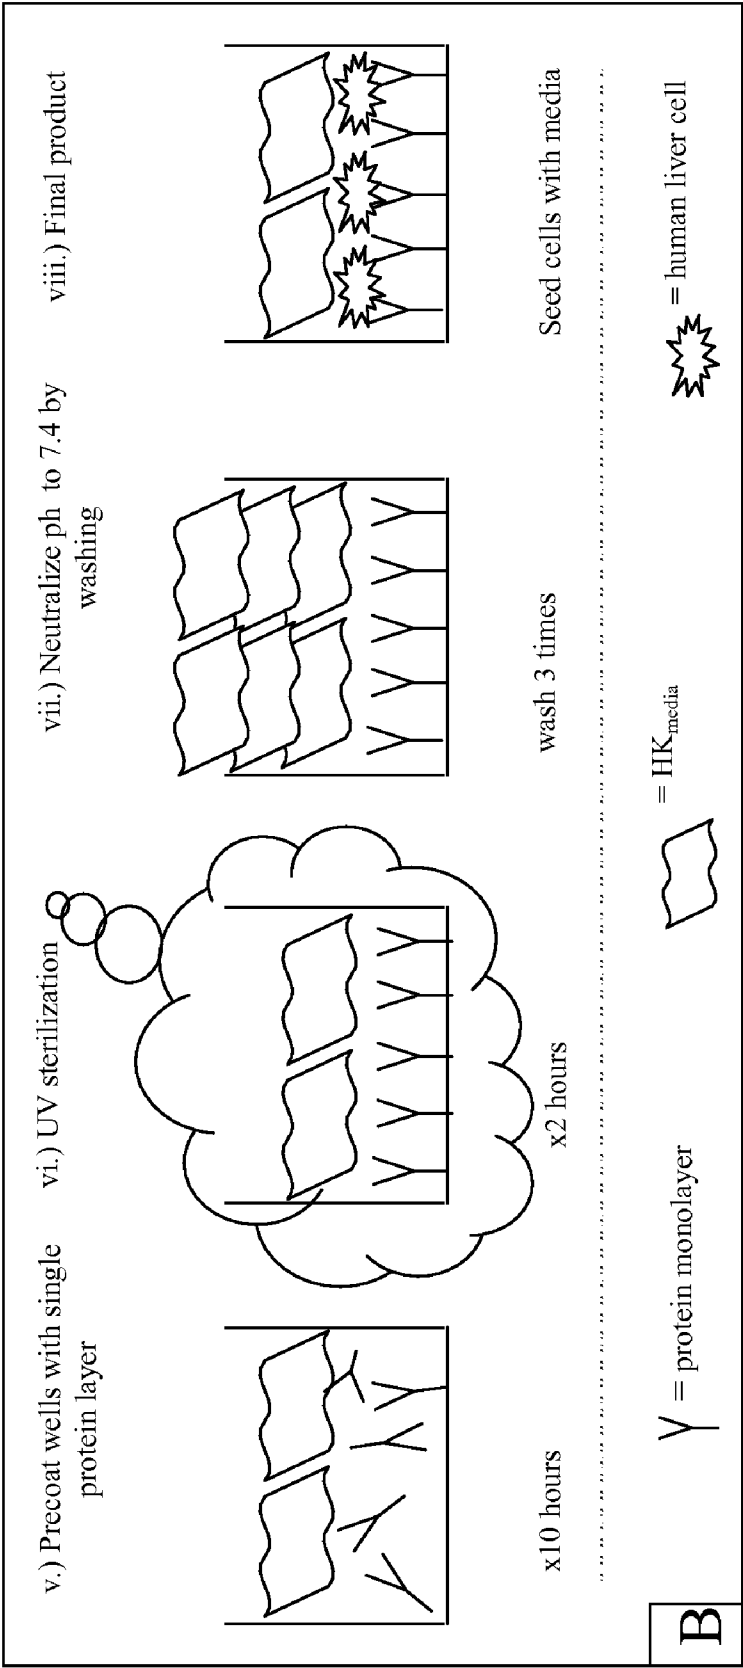 v.) Precoat wells with single
protein layer
vi.) UV sterilization
vii.) Neutralize ph to 7.4 by
washing
viii.) Final product
x10 hours
x2 hours
wash 3 times
Seed cells with media
= protein monolayer
= HKmedia
= human liver cell
B